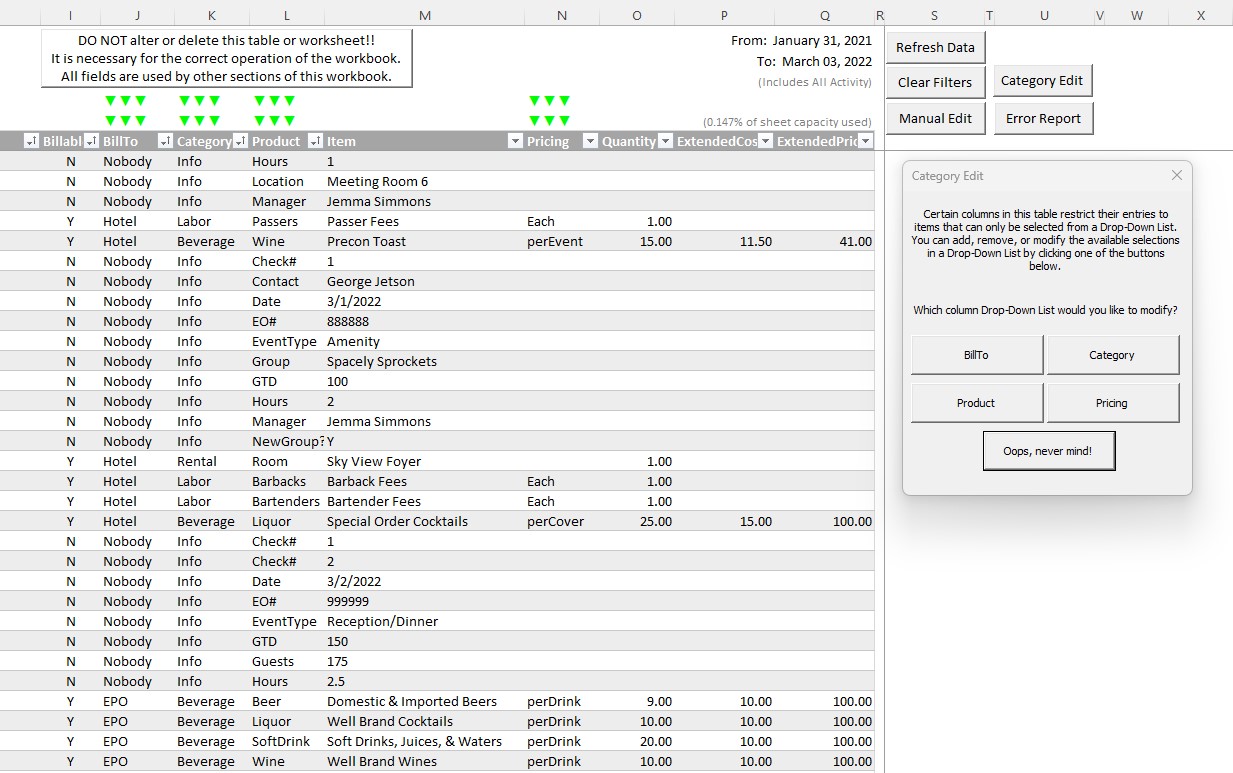 I J K L M N O P Q R S T U V W X
DO NOT alter or delete this table or worksheet!!
It is necessary for the correct operation of the workbook.
All fields are used by other sections of this workbook.
From: January 31, 2021
To: March 03, 2022
(Includes All Activity)
(0.147% of sheet capacity used)
Refresh Data
Clear Filters
Category Edit
Manual Edit
Error Report
Billabl BillTo Category Product Item Pricing Quantity ExtendedCos ExtendedPric
N Nobody Info Hours 1
N Nobody Info Location Meeting Room 6
N Nobody Info Manager Jemma Simmons
Y Hotel Labor Passers Passer Fees Each 1.00
Y Hotel Beverage Wine Precon Toast perEvent 15.00 11.50 41.00
N Nobody Info Check# 1
N Nobody Info Contact George Jetson
N Nobody Info Date 3/1/2022
N Nobody Info EO# 888888
N Nobody Info EventType Amenity
N Nobody Info Group Spacely Sprockets
N Nobody Info GTD 100
N Nobody Info Hours 2
N Nobody Info Manager Jemma Simmons
N Nobody Info NewGroup? Y
Y Hotel Rental Room Sky View Foyer 1.00
Y Hotel Labor Barbacks Barback Fees Each 1.00
Y Hotel Labor Bartenders Bartender Fees Each 1.00
Y Hotel Beverage Liquor Special Order Cocktails perCover 25.00 15.00 100.00
N Nobody Info Check# 1
N Nobody Info Check# 2
N Nobody Info Date 3/2/2022
N Nobody Info EO# 999999
N Nobody Info EventType Reception/Dinner
N Nobody Info GTD 150
N Nobody Info Guests 175
N Nobody Info Hours 2.5
Y EPO Beverage Beer Domestic & Imported Beers perDrink 9.00 10.00 100.00
Y EPO Beverage Liquor Well Brand Cocktails perDrink 10.00 10.00 100.00
Y EPO Beverage SoftDrink Soft Drinks, Juices, & Waters perDrink 20.00 10.00 100.00
Y EPO Beverage Wine Well Brand Wines perDrink 10.00 10.00 100.00
Category Edit
Certain columns in this table restrict their entries to
items that can only be selected from a Drop-Down List.
You can add, remove, or modify the available selections
in a Drop-Down List by clicking one of the buttons
below.
Which column Drop-Down List would you like to modify?
BillTo
Category
Product
Pricing
Oops, never mind!